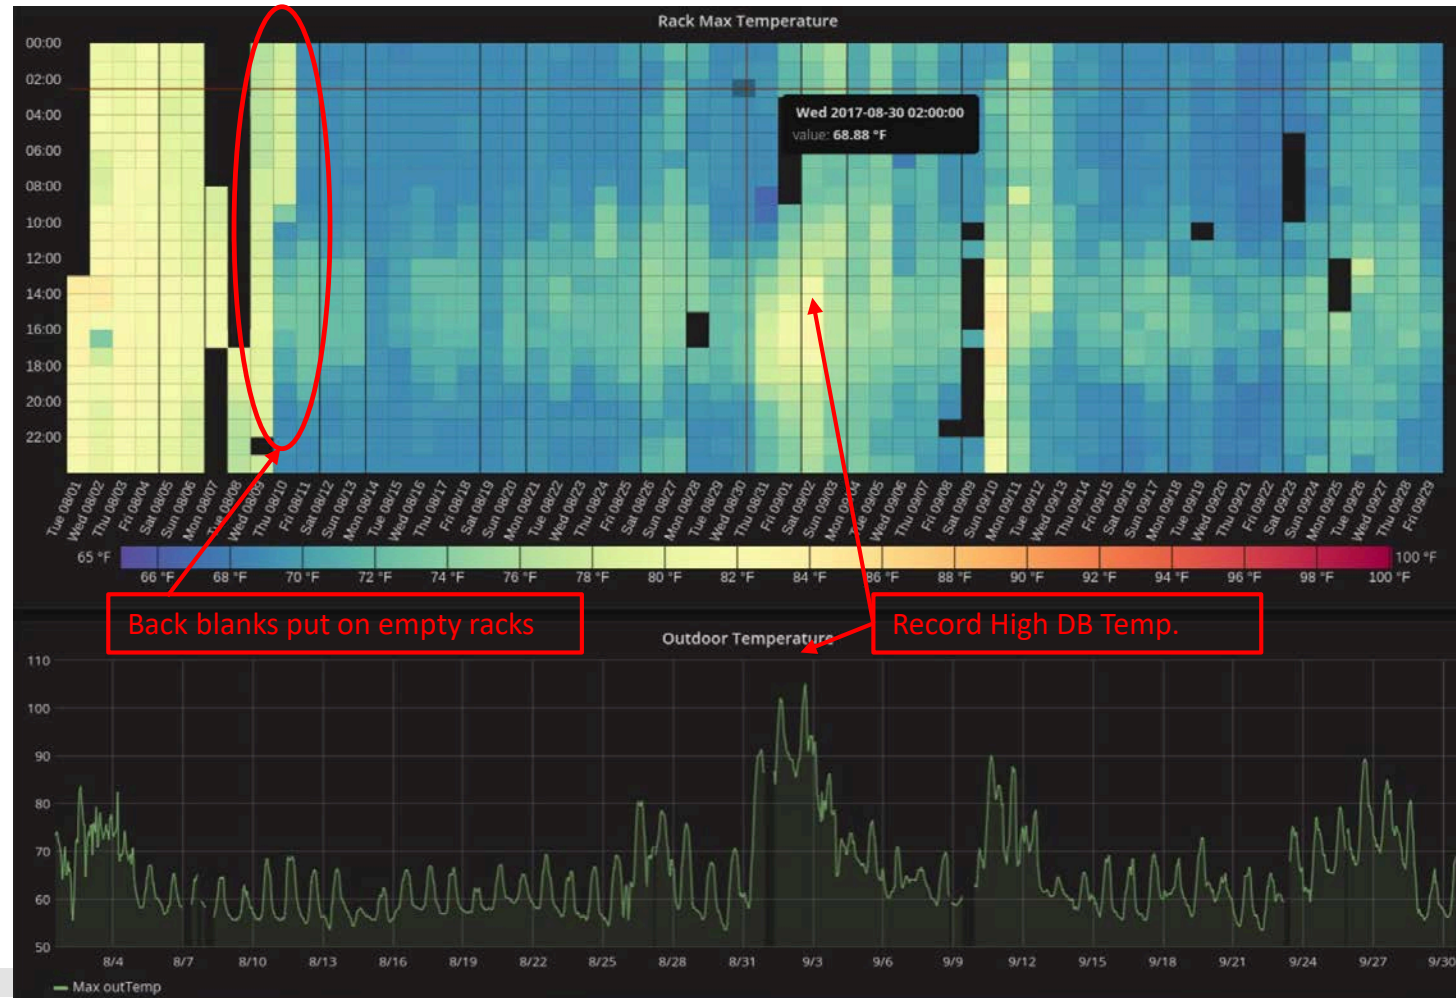 Rack Max Temperature
00:00
02:00
04:00
06:00
08:00
10:00
12:00
14:00
16:00
18:00
20:00
22:00
Wed 2017-08-30 02:00:00
value: 68.88 °F
Tue 08/01 Wed 08/02 Thu 08/03 Fri 08/04 Sat 08/05 Sun 08/06 Mon 08/07 Tue 08/08 Wed 08/09 Thu 08/10 Fri 08/11 Sat 08/12 Sun 08/13 Mon 08/14 Tue 08/15 Wed 08/16 Thu 08/17 Fri 08/18 Sat 08/19 Sun 08/20 Mon 08/21 Tue 08/22 Wed 08/23 Thu 08/24 Fri 08/25 Sat 08/26 Sun 08/27 Mon 08/28 Tue 08/29 Wed 08/30 Thu 08/31 Fri 09/01 Sat 09/02 Sun 09/03 Mon 09/04 Tue 09/05 Wed 09/06 Thu 09/07 Fri 09/08 Sat 09/09 Sun 09/10 Mon 09/11 Tue 09/12 Wed 09/13 Thu 09/14 Fri 09/15 Sat 09/16 Sun 09/17 Mon 09/18 Tue 09/19 Wed 09/20 Thu 09/21 Fri 09/22 Sat 09/23 Sun 09/24 Mon 09/25 Tue 09/26 Wed 09/27 Thu 09/28 Fri 09/29
65 °F 100 °F
66 °F 68 °F 70 °F 72 °F 74 °F 76 °F 78 °F 80 °F 82 °F 84 °F 86 °F 88 °F 90 °F 92 °F 94 °F 96 °F 98 °F 100 °F
Back blanks put on empty racks
Record High DB Temp.
Outdoor Temperature
110
100
90
80
70
60
50
8/4 8/7 8/10 8/13 8/16 8/19 8/22 8/25 8/28 8/31 9/3 9/6 9/9 9/12 9/15 9/18 9/21 9/24 9/27 9/30
Max outTemp